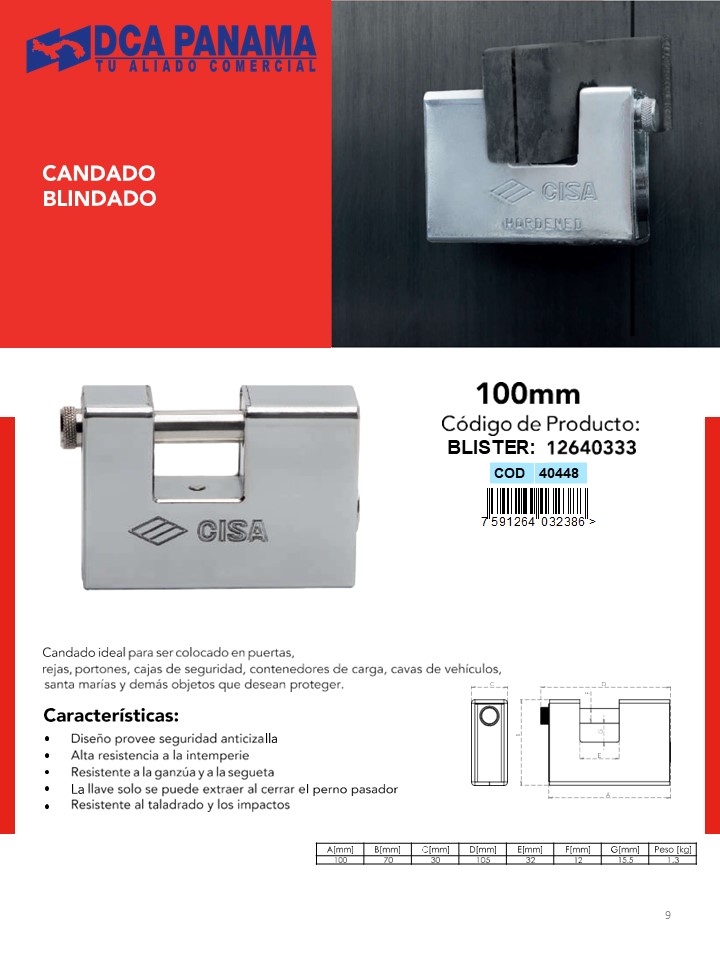 DCA PANAMA
TU ALIADO COMERCIAL
CANDADO
BLINDADO
CISA
HARDENED
100mm
Código de Producto:
BLISTER: 12640333
COD 40448
7 591264 032386 >
CISA
Candado ideal para ser colocado en puertas,
rejas, portones, cajas de seguridad, contenedores de carga, cavas de vehículos,
santa marías y demás objetos que desean proteger.
Características:
• Diseño provee seguridad anticizalla
• Alta resistencia a la intemperie
• Resistente a la ganzúa y a la segueta
• La llave solo se puede extraer al cerrar el perno pasador
• Resistente al taladrado y los impactos
C D
E
A
A[mm] B[mm] C[mm] D[mm] E[mm] F[mm] G[mm] Peso [kg]
100 70 30 105 32 12 15.5 1.3
9